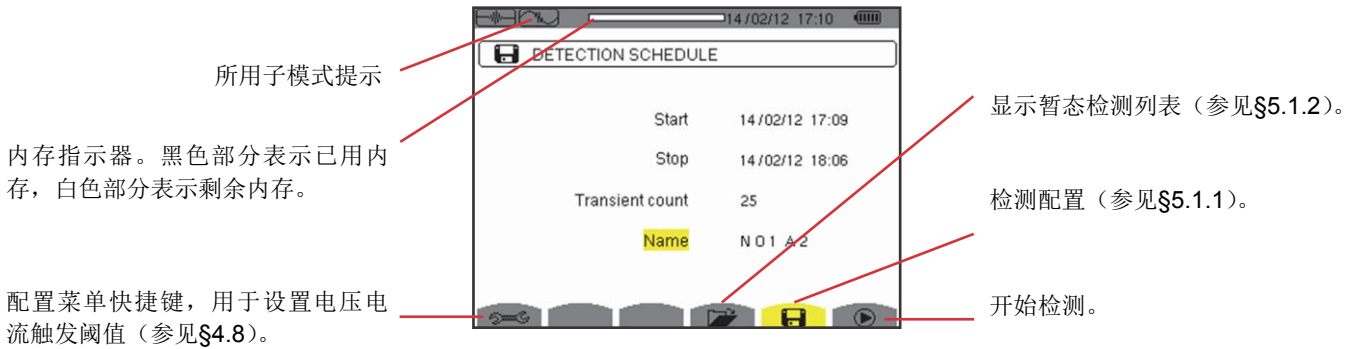 14/02/12 17:10
DETECTION SCHEDULE
Start 14/02/12 17:09
Stop 14/02/12 18:06
Transient count 25
Name N O 1 A 2
所用子模式提示
内存指示器。黑色部分表示已用内
存，白色部分表示剩余内存。
配置菜单快捷键，用于设置电压电
流触发阈值（参见§4.8）。
显示暂态检测列表（参见§5.1.2）。
检测配置（参见§5.1.1）。
开始检测。